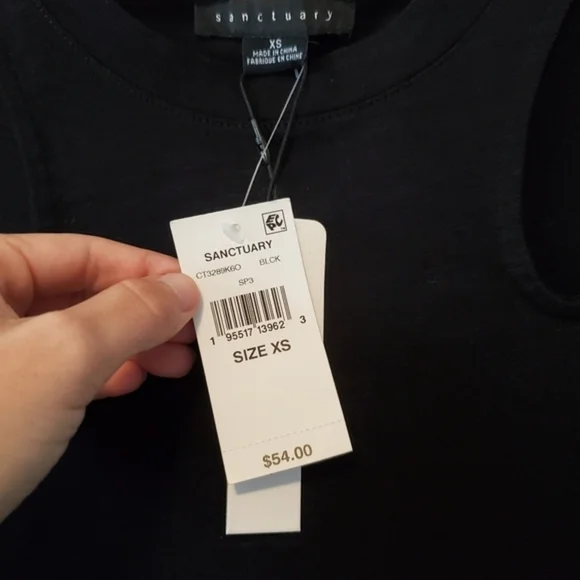 sanctuary
XS
MADE IN CHINA
FABRIQUÉ EN CHINE
SANCTUARY
CT3289K6O BLCK
SP3
1 95517 13962 3
SIZE XS
$54.00